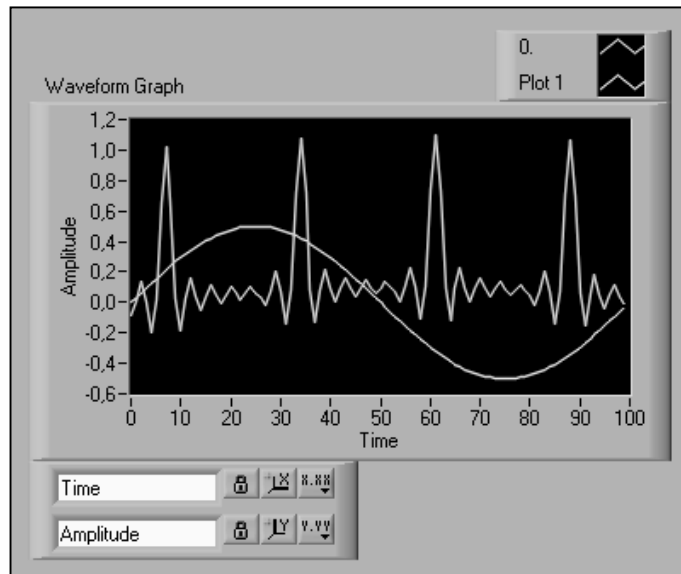 0.
Plot 1
Waveform Graph
1,2
1,0
0,8
0,6
0,4
0,2
0,0
-0,2
-0,4
-0,6
Amplitude
0 10 20 30 40 50 60 70 80 90 100
Time
Time X X.XX
Amplitude Y Y.YY